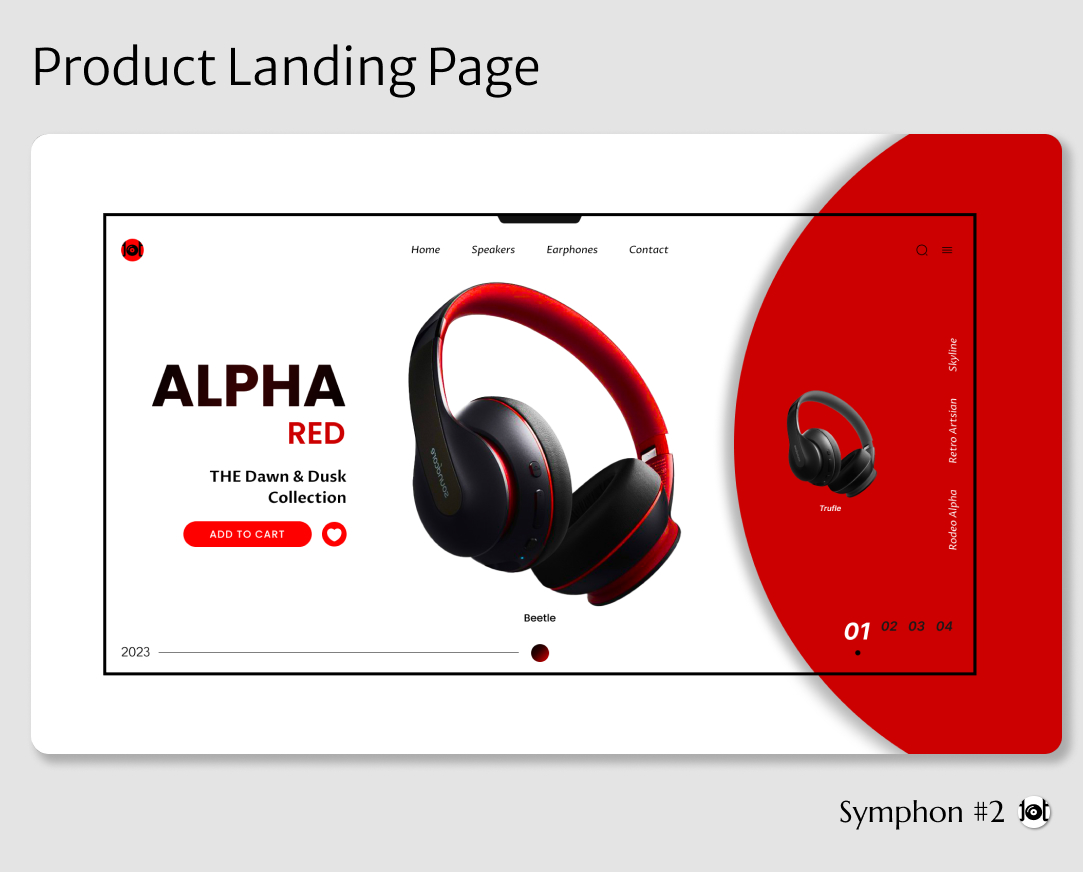 Product Landing Page
Home Speakers Earphones Contact
ALPHA
RED
THE Dawn & Dusk
Collection
ADD TO CART
Beetle
2023
Trufle
Skyline
Retro Artsian
Rodeo Alpha
01 02 03 04
Symphon #2